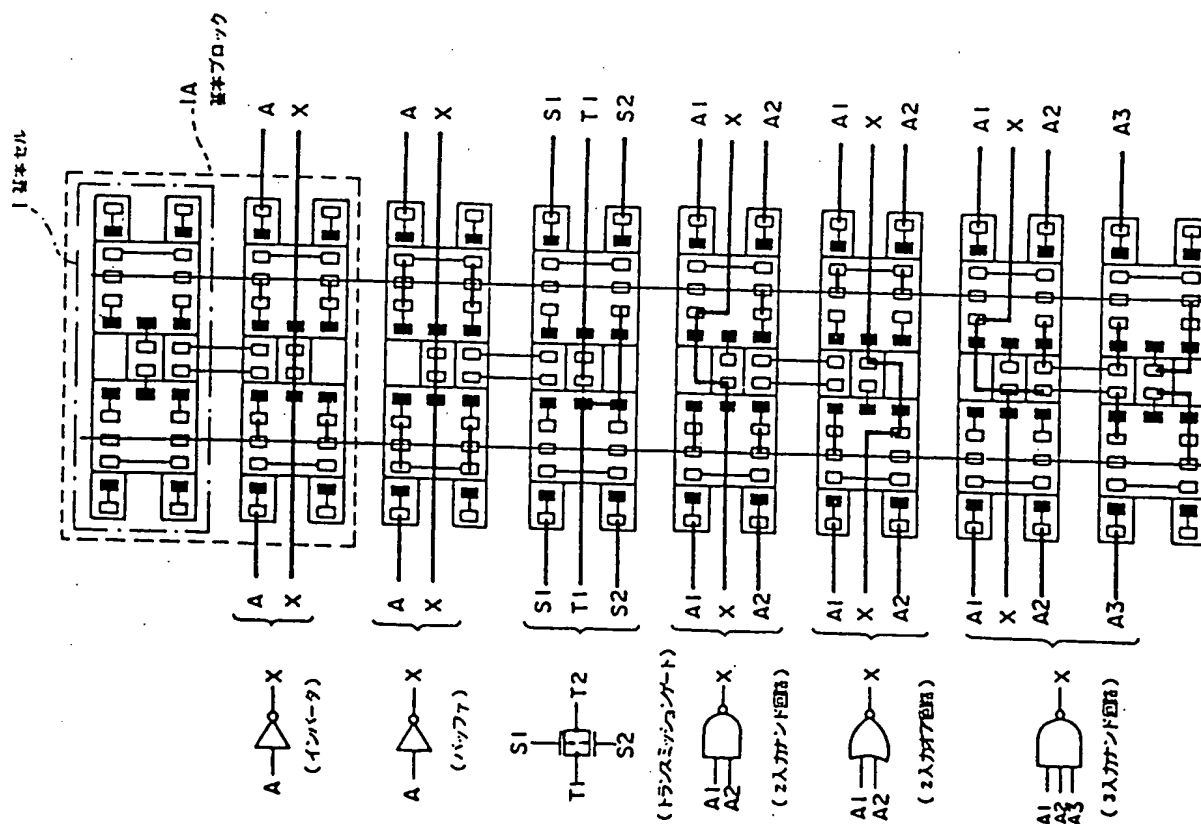 1 基本セル
1A
基本ブロック
A
X
A
X
S1
T1
S2
A1
X
A2
A1
X
A2
A1
X
A2
A3
A
X
A
X
S1
T1
S2
A1
X
A2
A1
X
A2
A1
X
A2
A3
A X
(インバータ)
A X
(バッファ)
S1
T1 T2
S2
(トランスミッションゲート)
A1
A2
X
(2入力ナンド回路)
A1
A2
X
(2入力オア回路)
A1
A2
A3
X
(3入力ナンド回路)